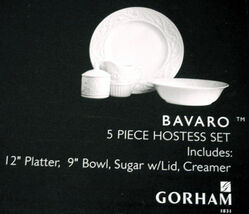 BAVARO ™
5 PIECE HOSTESS SET
Includes:
12" Platter, 9" Bowl, Sugar w/Lid, Creamer
GORHAM
1831